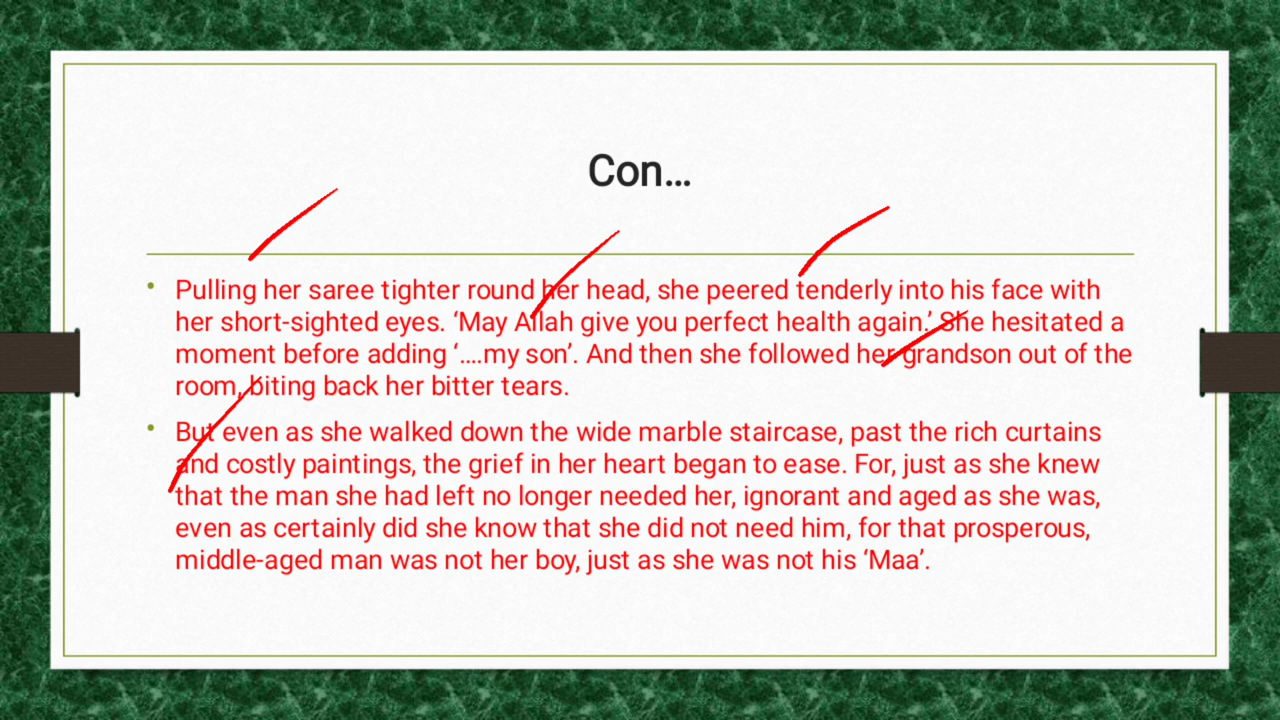 Con...
• Pulling her saree tighter round her head, she peered tenderly into his face with
her short-sighted eyes. ‘May Allah give you perfect health again.’ She hesitated a
moment before adding ‘....my son’. And then she followed her grandson out of the
room, biting back her bitter tears.
• But even as she walked down the wide marble staircase, past the rich curtains
and costly paintings, the grief in her heart began to ease. For, just as she knew
that the man she had left no longer needed her, ignorant and aged as she was,
even as certainly did she know that she did not need him, for that prosperous,
middle-aged man was not her boy, just as she was not his ‘Maa’.